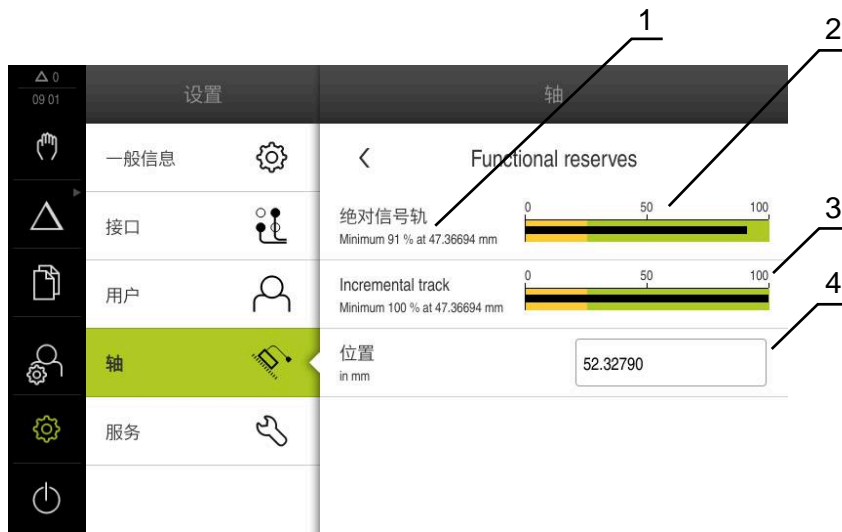 1
2
△ 0
09 01
设置
轴
一般信息
Functional reserves
绝对信号轨
Minimum 91 % at 47.36694 mm
0 50 100
接口
3
Incremental track
Minimum 100 % at 47.36694 mm
0 50 100
用户
4
轴
位置
in mm
52.32790
服务